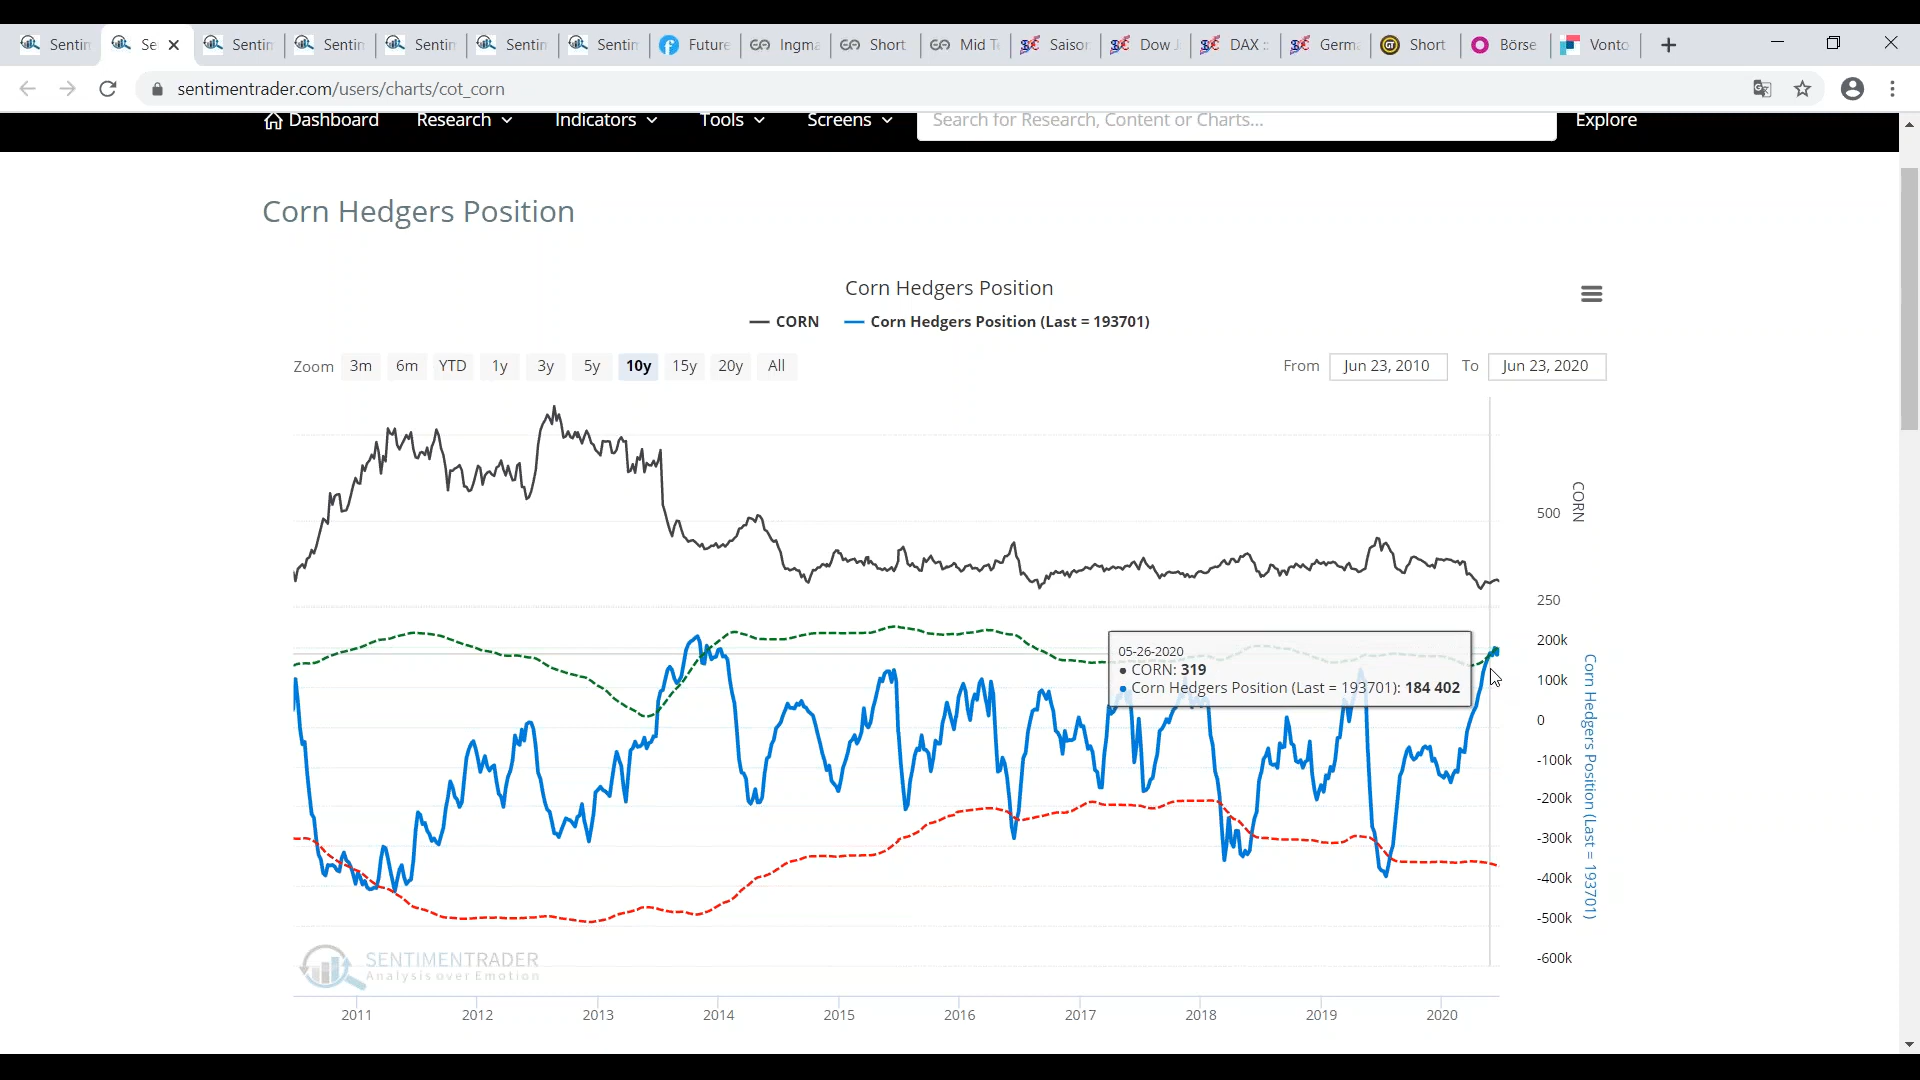 Sentin Se Sentin Sentin Sentin Sentin Sentin Future Ingma Short Mid Te Saison Dow J DAX :: Germa GT Short Börse Vonto
sentimentrader.com/users/charts/cot_corn
Dashboard Research Indicators Tools Screens Search for Research, Content or Charts... Explore
Corn Hedgers Position
Corn Hedgers Position
CORN Corn Hedgers Position (Last = 193701)
Zoom 3m 6m YTD 1y 3y 5y 10y 15y 20y All From Jun 23, 2010 To Jun 23, 2020
CORN
500
250
200k
100k
0
-100k
-200k
-300k
-400k
-500k
-600k
Corn Hedgers Position (Last = 193701)
05-26-2020
CORN: 319
Corn Hedgers Position (Last = 193701): 184 402
SENTIMENTRADER
Analysis over Emotion
2011 2012 2013 2014 2015 2016 2017 2018 2019 2020